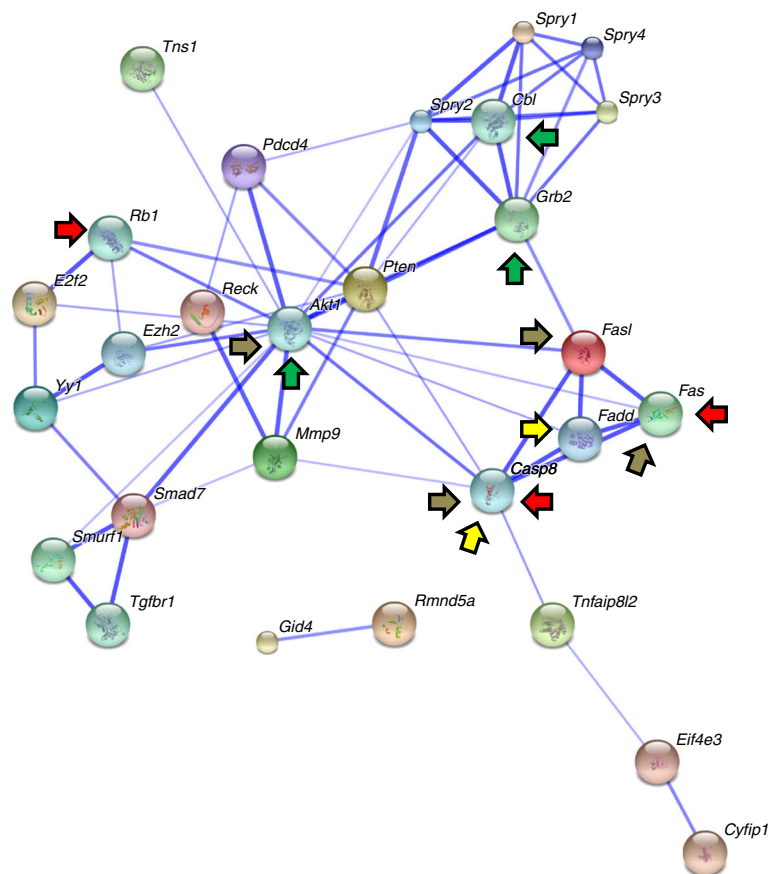 Spry1
Spry4
Tns1
Cbl
Spry2
Spry3
Pdcd4
Grb2
Rb1
Pten
E2f2
Reck
Akt1
Ezh2
Fasl
Yy1
Fas
Fadd
Mmp9
Casp8
Smad7
Smurf1
Tgfbr1
Rmnd5a
Tnfaip8l2
Gid4
Eif4e3
Cyfip1